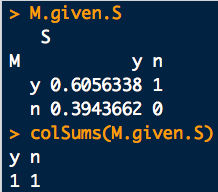 > M.given.S
S
M y n
y 0.6056338 1
n 0.3943662 0
> colSums(M.given.S)
y n
1 1